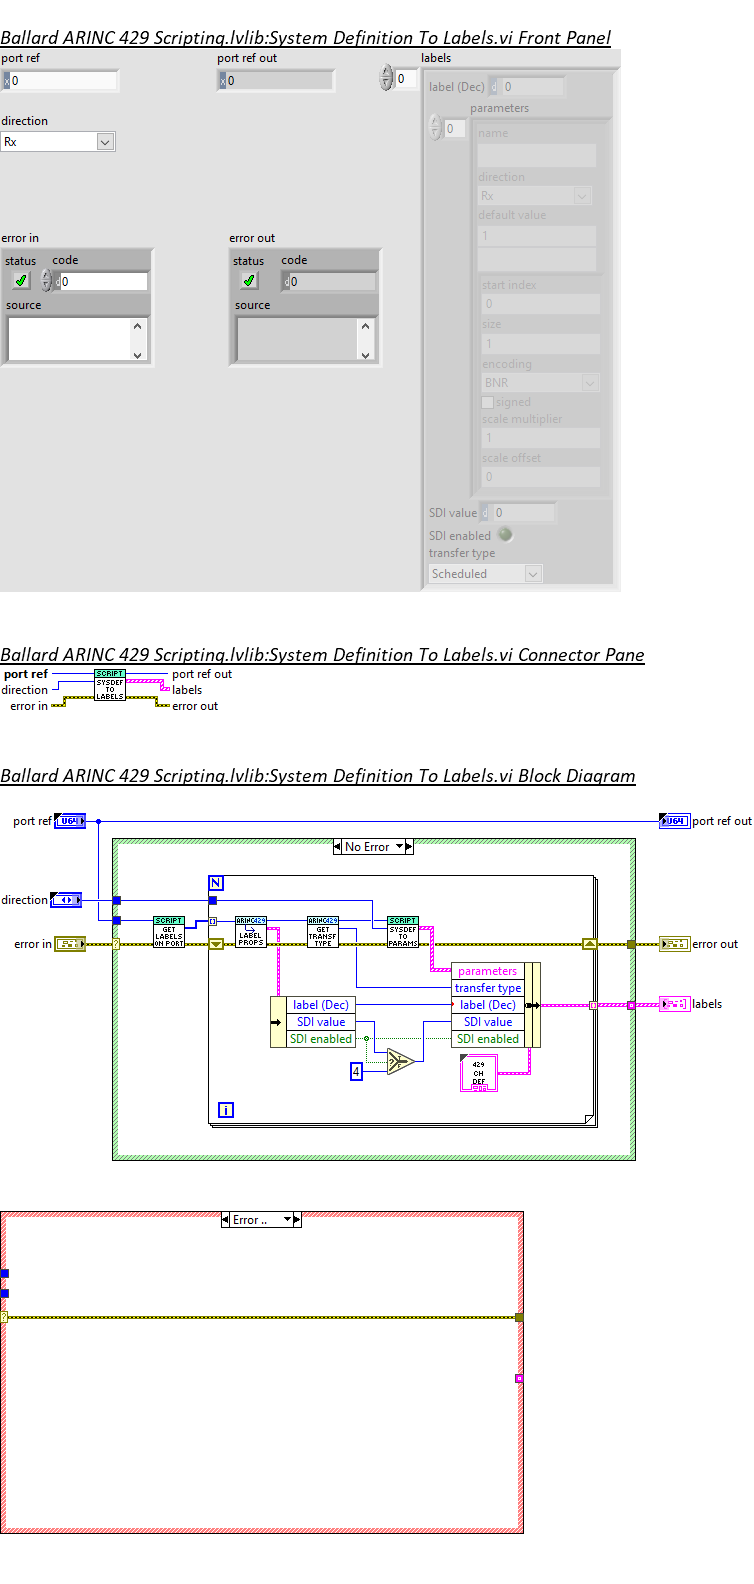 Ballard ARINC 429 Scripting.lvlib:System Definition To Labels.vi Front Panel
port ref
port ref out
labels
x 0
x 0
0
label (Dec) d 0
parameters
direction
0
name
Rx
direction
Rx
default value
1
error in
error out
status code
status code
d 0
d 0
start index
source
source
0
size
1
encoding
BNR
signed
scale multiplier
1
scale offset
0
SDI value d 0
SDI enabled
transfer type
Scheduled
Ballard ARINC 429 Scripting.lvlib:System Definition To Labels.vi Connector Pane
port ref
direction
error in
SCRIPT
SYSDEF
TO
LABELS
port ref out
labels
error out
Ballard ARINC 429 Scripting.lvlib:System Definition To Labels.vi Block Diagram
port ref U64
U64 port ref out
No Error
N
direction
SCRIPT
GET
LABELS
ON PORT
ARINC429
LABEL
PROPS
ARINC429
GET
TRANSF
TYPE
SCRIPT
SYSDEF
TO
PARAMS
error in
?
error out
parameters
transfer type
label (Dec)
SDI value
SDI enabled
label (Dec)
SDI value
SDI enabled
labels
?
T
F
4
429
CH
DEF
i
Error ..
?